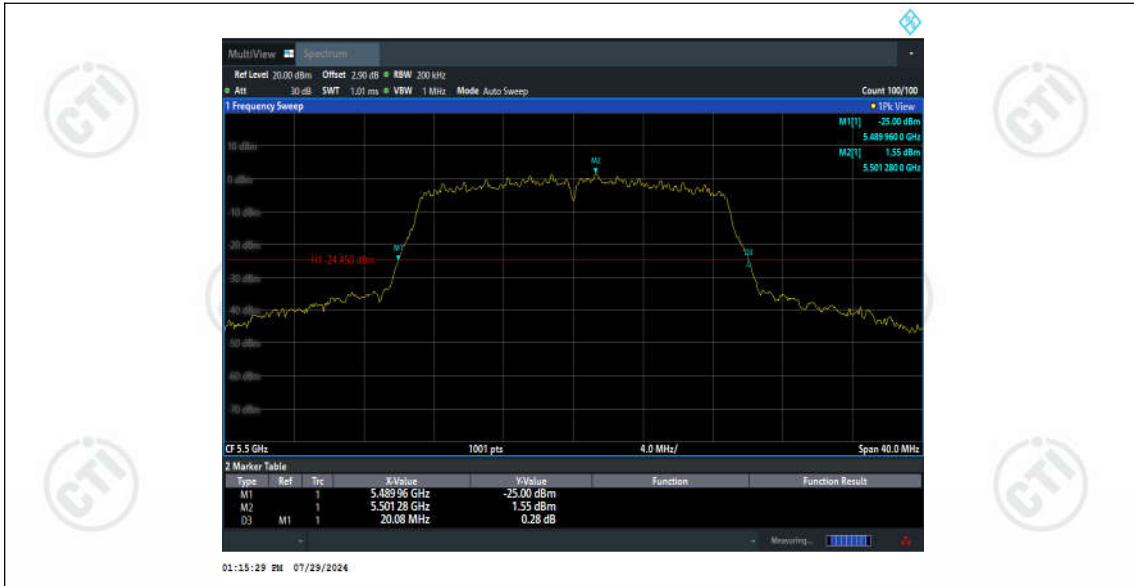 MultiView Spectrum
Ref Level 20.00 dBm Offset 2.90 dB RBW 200 kHz
Att 30 dB SWT 1.01 ms VBW 1 MHz Mode Auto Sweep Count 100/100
1 Frequency Sweep 1Pk View
M1[1] -25.00 dBm
5.489 960 0 GHz
M2[1] 1.55 dBm
5.501 280 0 GHz
10 dBm
M2
0 dBm
-10 dBm
-20 dBm
M1
D3
H1 -24.450 dBm
-30 dBm
-40 dBm
-50 dBm
-60 dBm
-70 dBm
CF 5.5 GHz 1001 pts 4.0 MHz/ Span 40.0 MHz
2 Marker Table
Type Ref Trc X-Value Y-Value Function Function Result
M1 1 5.489 96 GHz -25.00 dBm
M2 1 5.501 28 GHz 1.55 dBm
D3 M1 1 20.08 MHz 0.28 dB
Measuring...
01:15:29 PM 07/29/2024
CTI
CTI
CTI
CTI